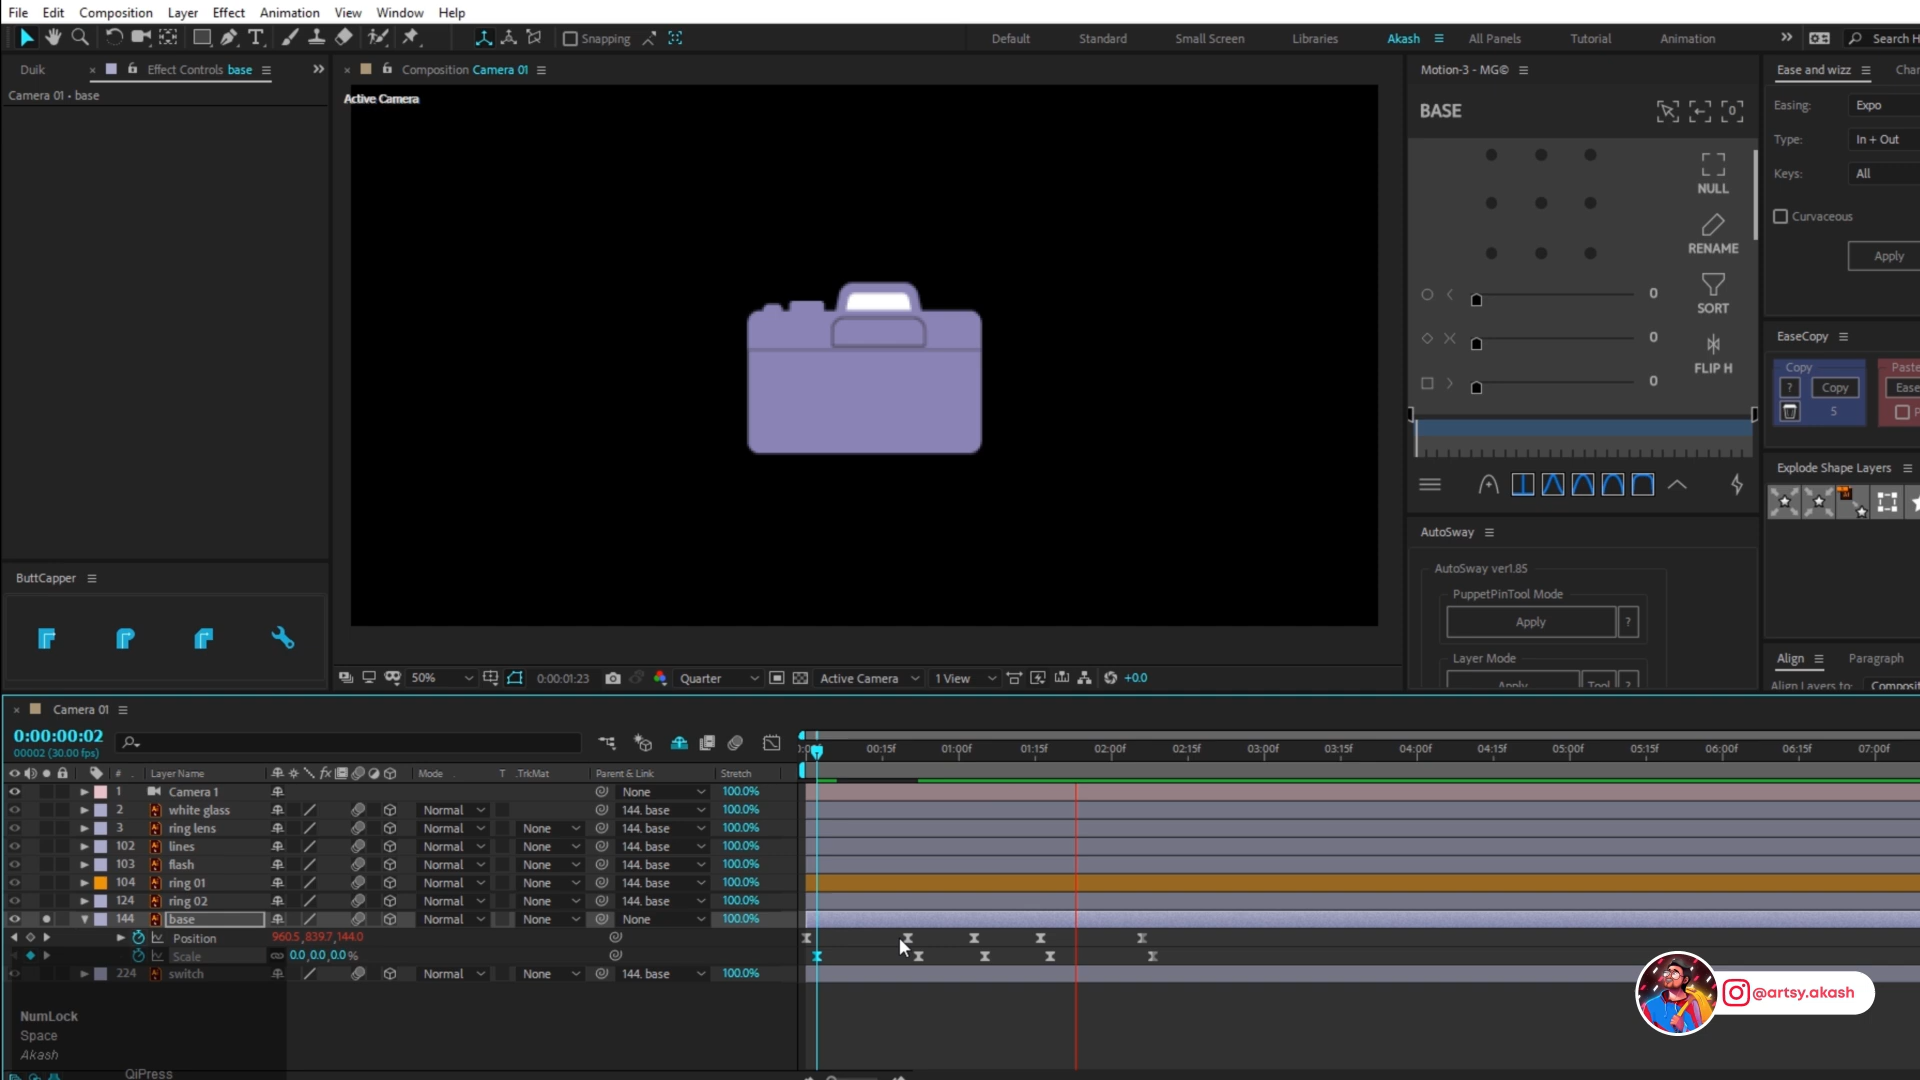 File Edit Composition Layer Effect Animation View Window Help
Snapping Default Standard Small Screen Libraries Akash All Panels Tutorial Animation Search H
Duik Effect Controls base
Camera 01 • base
Composition Camera 01
Active Camera
Motion-3 - MG©
BASE
NULL
RENAME
SORT
FLIP H
0
0
0
Ease and wizz Char
Easing: Expo
Type: In + Out
Keys: All
Curvaceous
Apply
EaseCopy
Copy Paste
? Copy Ease
5 P
Explode Shape Layers
AutoSway
AutoSway ver1.85
PuppetPinTool Mode
Apply ?
Layer Mode
Apply Tool ?
Align Paragraph
Align Layers to: Composit
ButtCapper
50% 0:00:01:23 Quarter Active Camera 1 View +0.0
Camera 01
0:00:00:02
00002 (30.00 fps)
00:15f 01:00f 01:15f 02:00f 02:15f 03:00f 03:15f 04:00f 04:15f 05:00f 05:15f 06:00f 06:15f 07:00f
# Layer Name fx Mode T .TrkMat Parent & Link Stretch
1 Camera 1 None 100.0%
2 white glass Normal 144. base 100.0%
3 ring lens Normal None 144. base 100.0%
102 lines Normal None 144. base 100.0%
103 flash Normal None 144. base 100.0%
104 ring 01 Normal None 144. base 100.0%
124 ring 02 Normal None 144. base 100.0%
144 base Normal None None 100.0%
Position 960.5,839.7,144.0
Scale 0.0,0.0,0.0%
224 switch Normal None 144. base 100.0%
NumLock
Space
Akash
QiPress
@artsy.akash